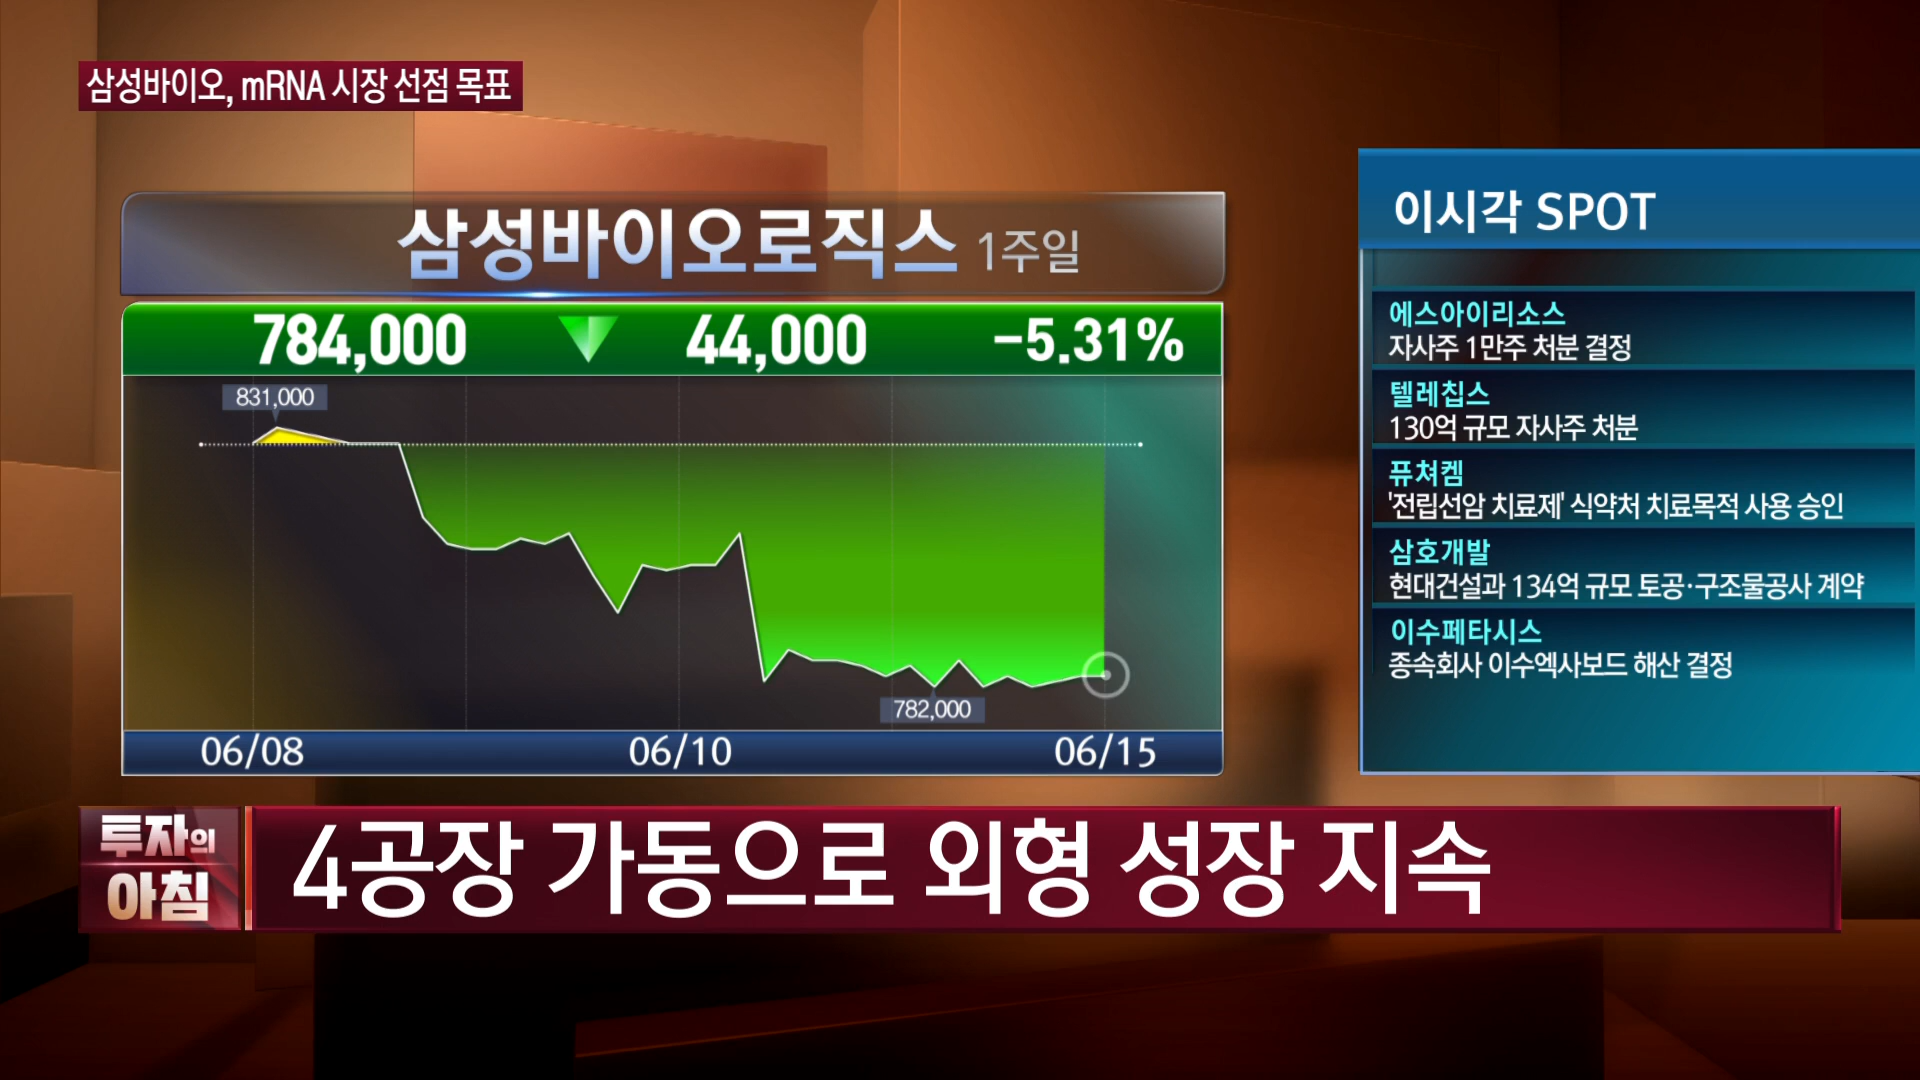 삼성바이오, mRNA 시장 선점 목표
삼성바이오로직스 1주일
784,000 ▼ 44,000 -5.31%
831,000
782,000
06/08 06/10 06/15
이시각 SPOT
에스아이리소스
자사주 1만주 처분 결정
텔레칩스
130억 규모 자사주 처분
퓨쳐켐
'전립선암 치료제' 식약처 치료목적 사용 승인
삼호개발
현대건설과 134억 규모 토공·구조물공사 계약
이수페타시스
종속회사 이수엑사보드 해산 결정
투자의
아침
4공장 가동으로 외형 성장 지속